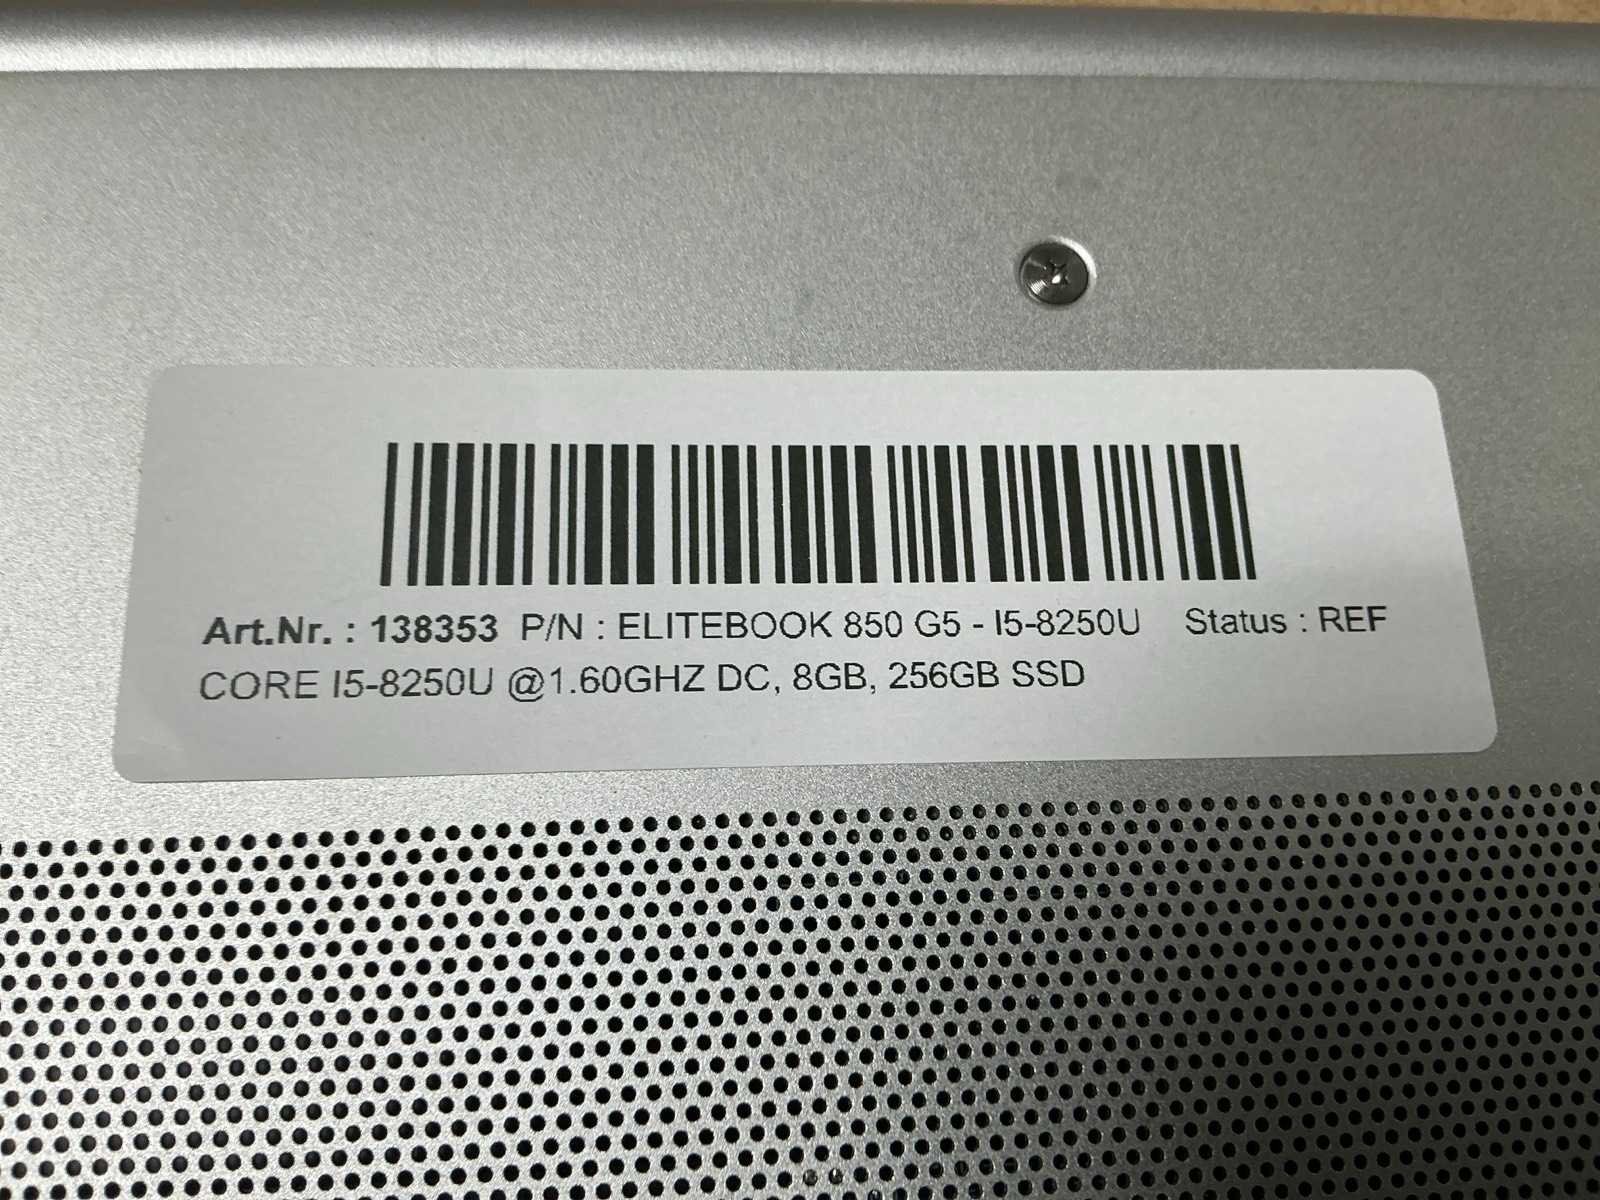 Art.Nr. : 138353 P/N : ELITEBOOK 850 G5 - I5-8250U Status : REF
CORE I5-8250U @1.60GHZ DC, 8GB, 256GB SSD